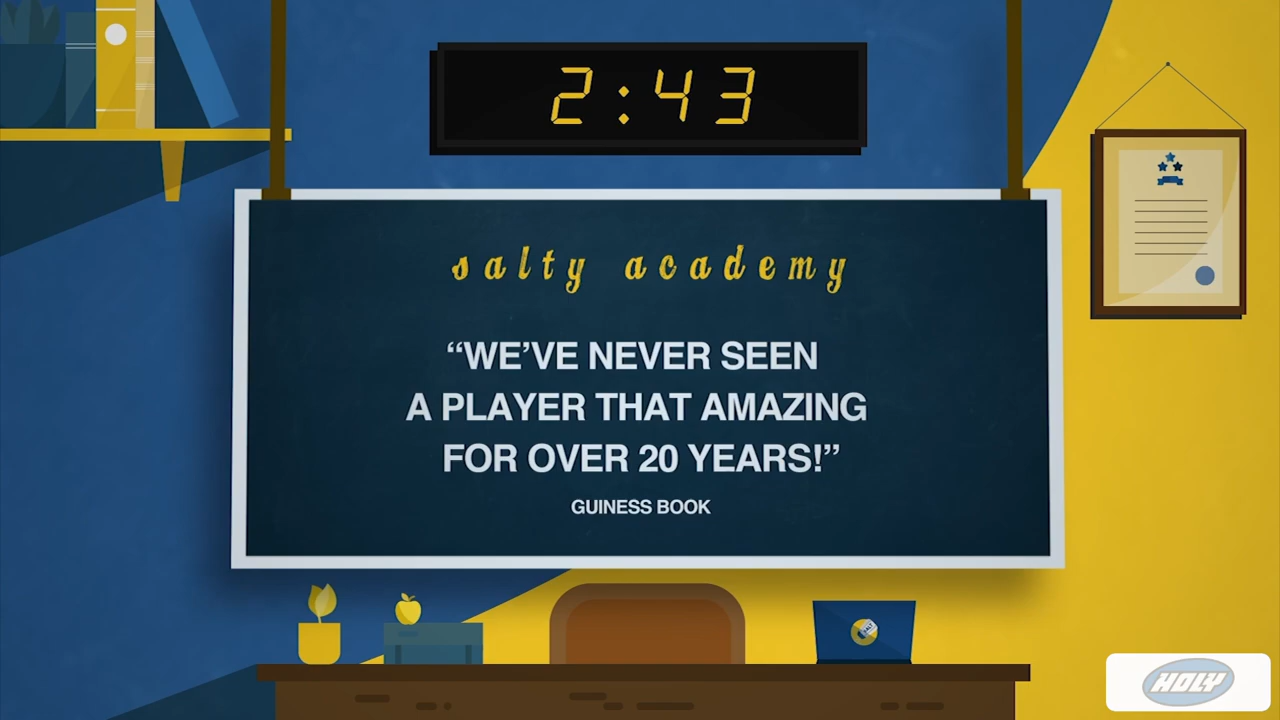 2:43
salty academy
“WE’VE NEVER SEEN
A PLAYER THAT AMAZING
FOR OVER 20 YEARS!”
GUINESS BOOK
HOLY